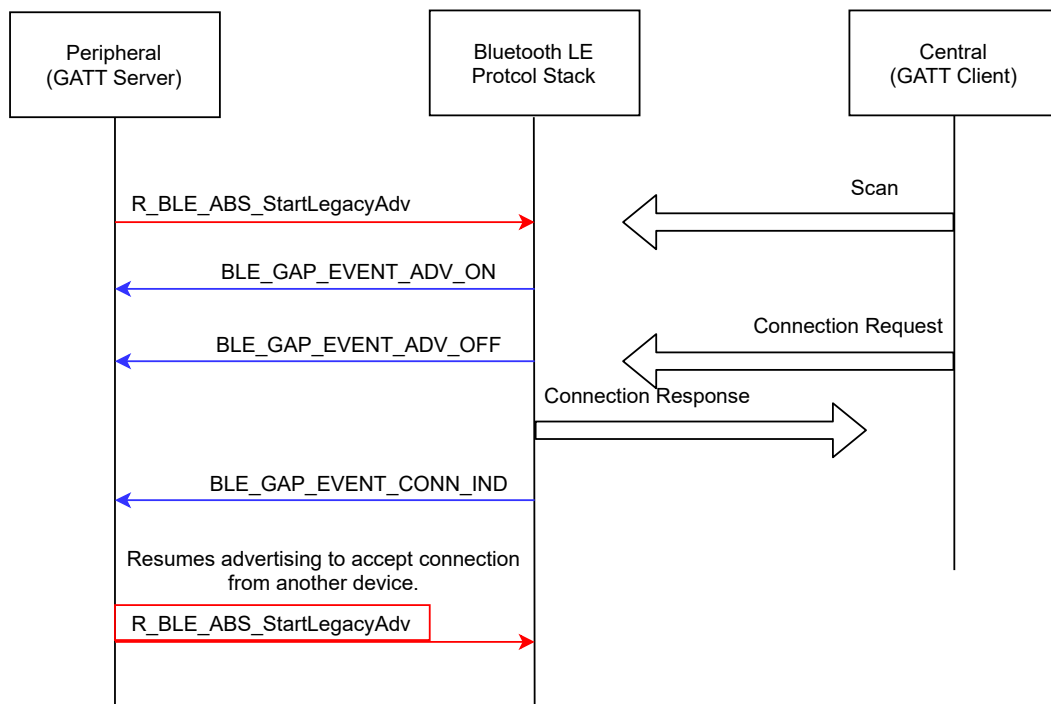 Peripheral
(GATT Server)
Bluetooth LE
Protcol Stack
Central
(GATT Client)
R_BLE_ABS_StartLegacyAdv
Scan
BLE_GAP_EVENT_ADV_ON
BLE_GAP_EVENT_ADV_OFF
Connection Request
Connection Response
BLE_GAP_EVENT_CONN_IND
Resumes advertising to accept connection
from another device.
R_BLE_ABS_StartLegacyAdv